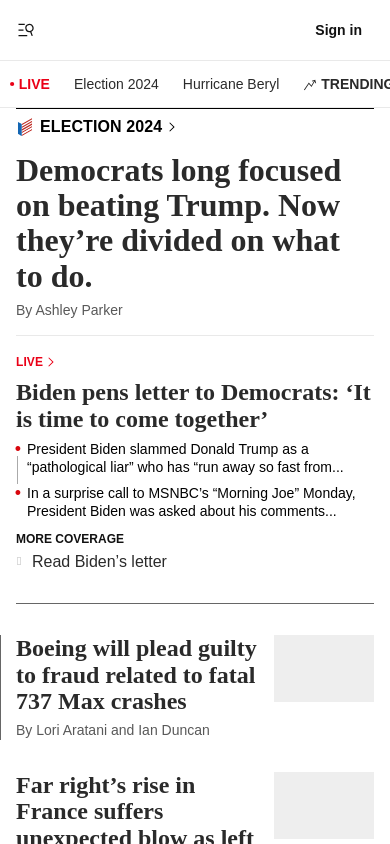 Sign in
• LIVE
Election 2024
Hurricane Beryl
TRENDING
ELECTION 2024
Democrats long focused
on beating Trump. Now
they’re divided on what
to do.
By Ashley Parker
LIVE
Biden pens letter to Democrats: ‘It
is time to come together’
President Biden slammed Donald Trump as a
“pathological liar” who has “run away so fast from...
In a surprise call to MSNBC’s “Morning Joe” Monday,
President Biden was asked about his comments...
MORE COVERAGE
Read Biden’s letter
Boeing will plead guilty
to fraud related to fatal
737 Max crashes
By Lori Aratani and Ian Duncan
Far right’s rise in
France suffers
unexpected blow as left